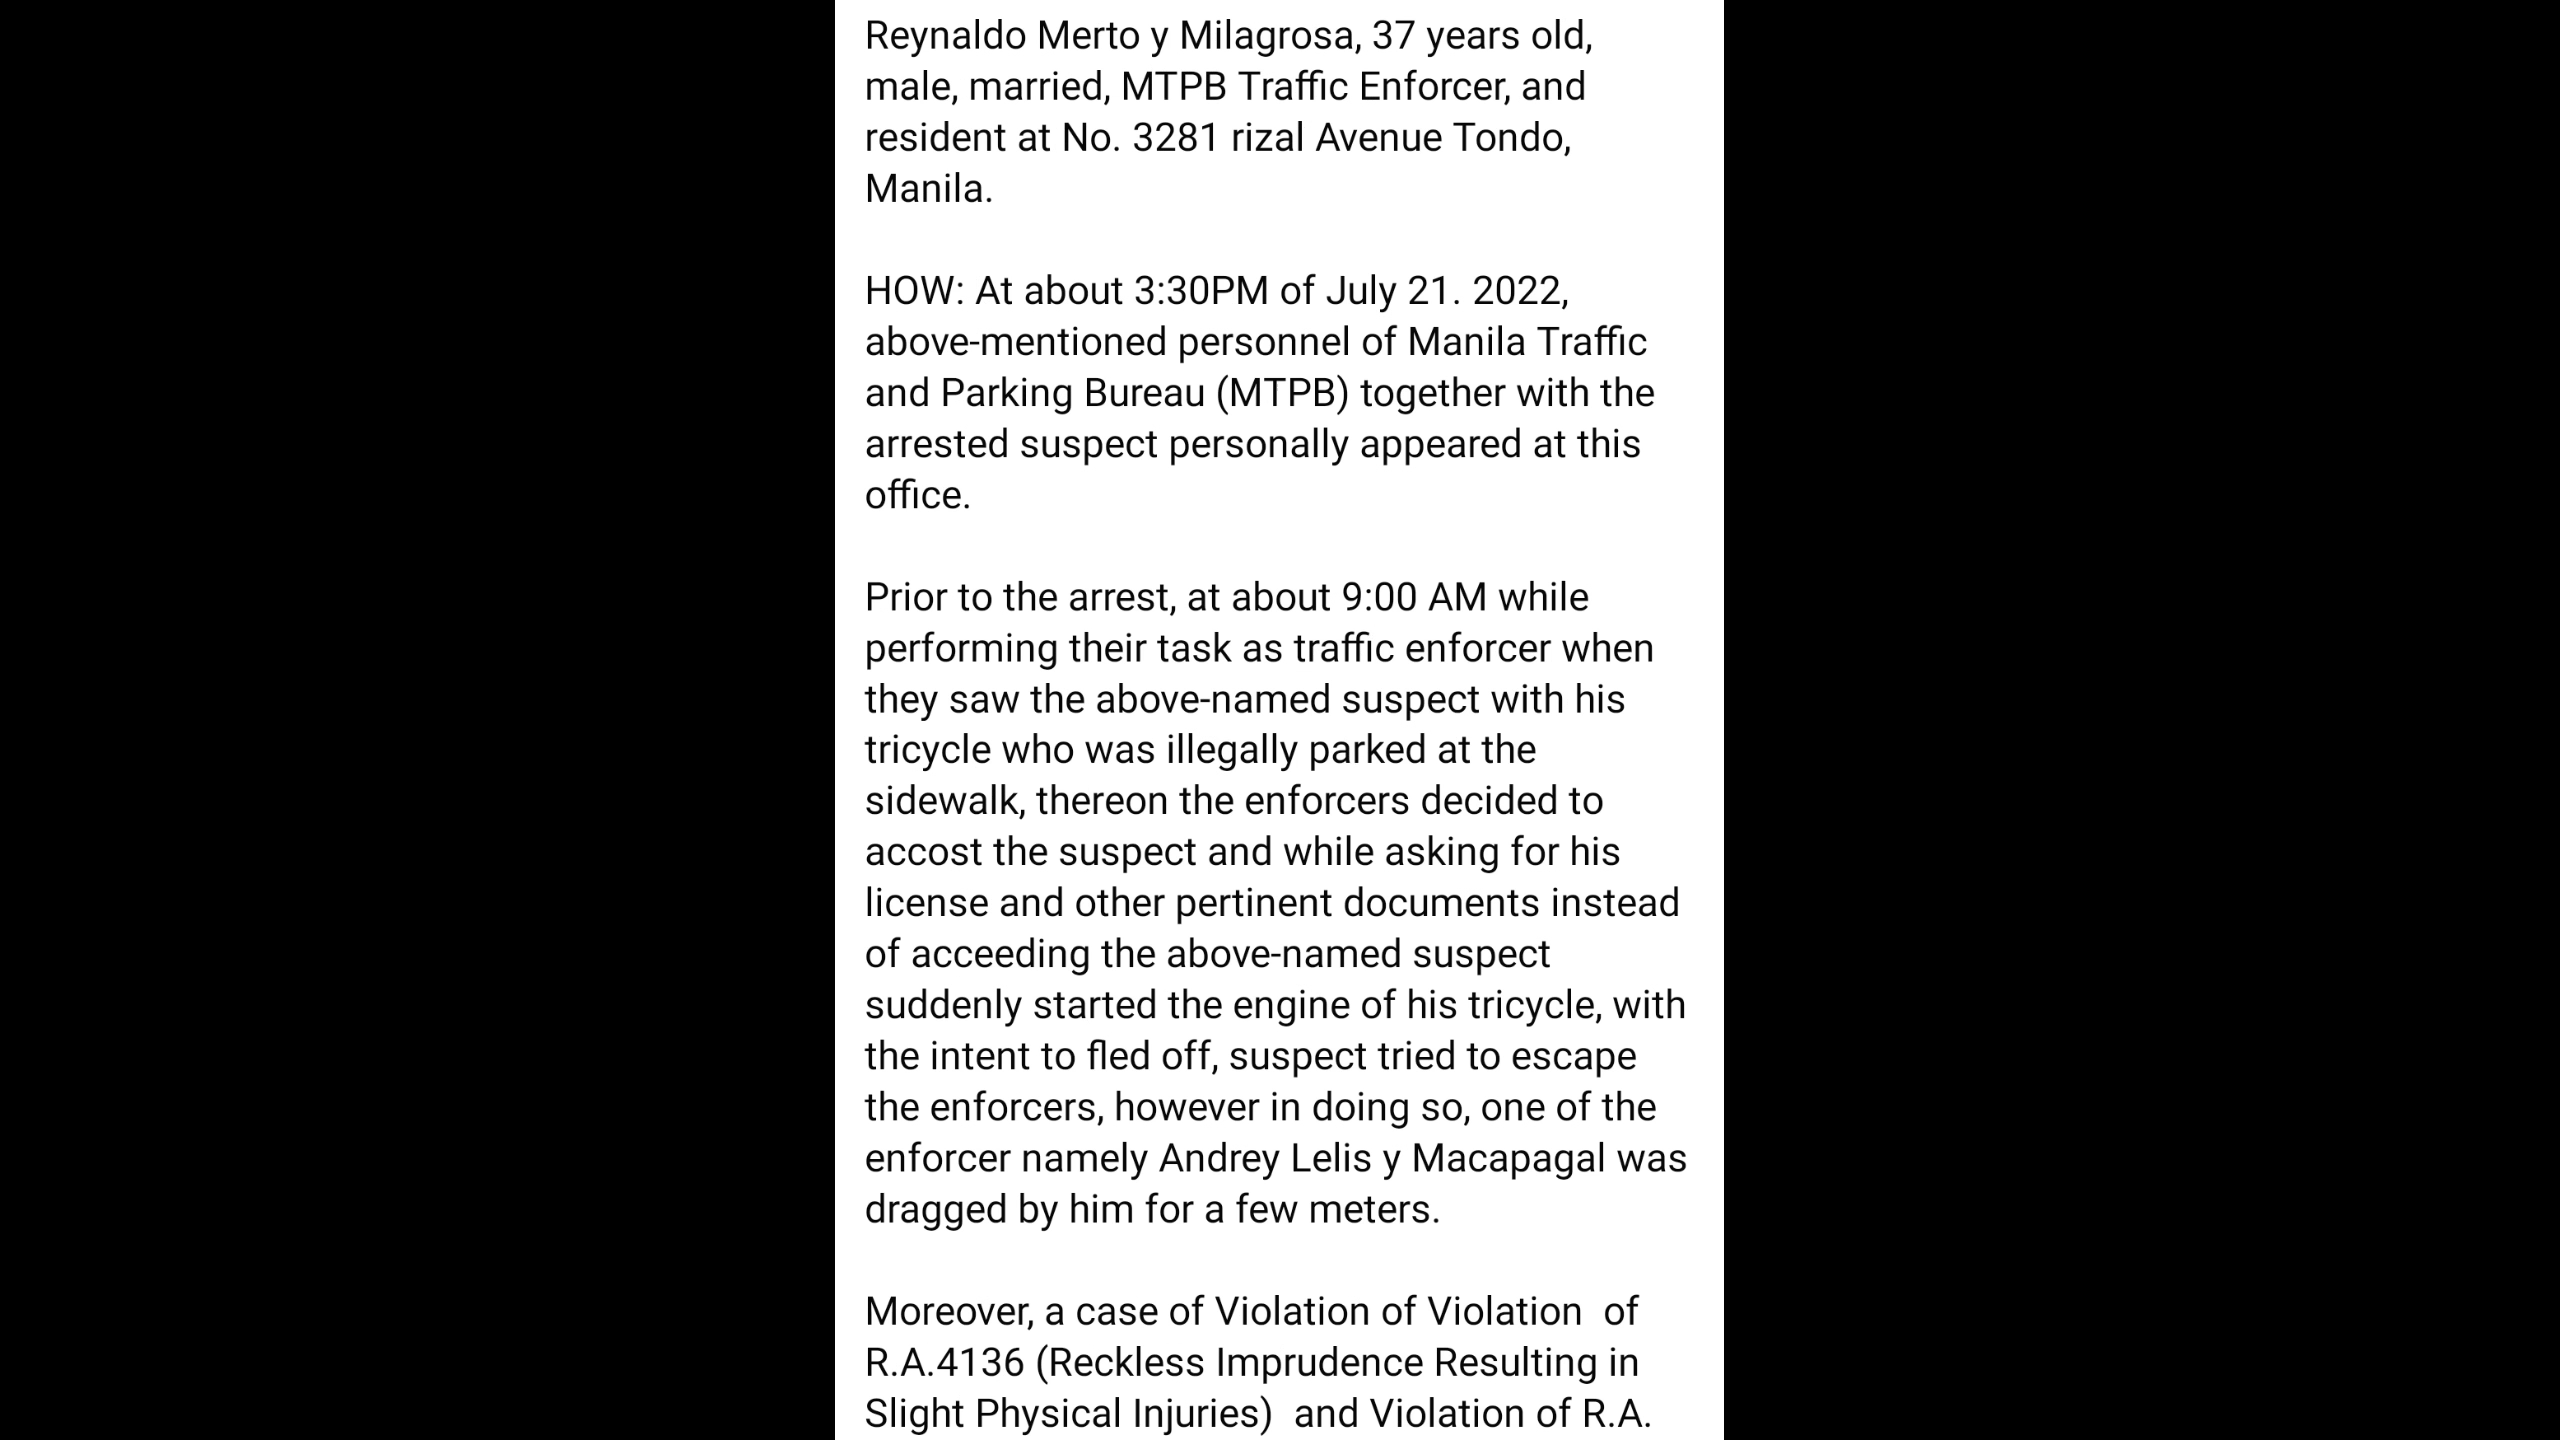 Reynaldo Merto y Milagrosa, 37 years old,
male, married, MTPB Traffic Enforcer, and
resident at No. 3281 rizal Avenue Tondo,
Manila.
HOW: At about 3:30PM of July 21. 2022,
above-mentioned personnel of Manila Traffic
and Parking Bureau (MTPB) together with the
arrested suspect personally appeared at this
office.
Prior to the arrest, at about 9:00 AM while
performing their task as traffic enforcer when
they saw the above-named suspect with his
tricycle who was illegally parked at the
sidewalk, thereon the enforcers decided to
accost the suspect and while asking for his
license and other pertinent documents instead
of acceeding the above-named suspect
suddenly started the engine of his tricycle, with
the intent to fled off, suspect tried to escape
the enforcers, however in doing so, one of the
enforcer namely Andrey Lelis y Macapagal was
dragged by him for a few meters.
Moreover, a case of Violation of Violation  of
R.A.4136 (Reckless Imprudence Resulting in
Slight Physical Injuries)  and Violation of R.A.